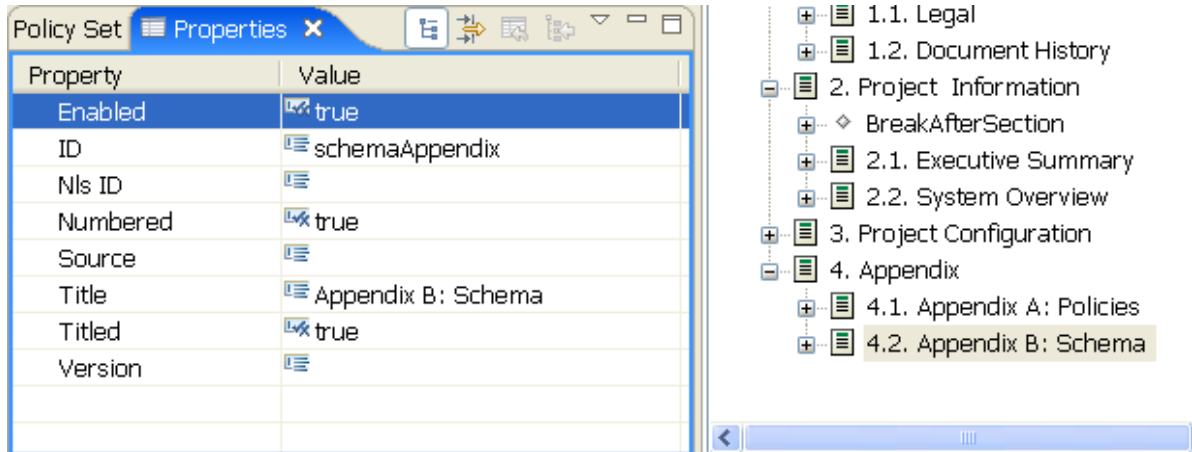 Policy Set Properties
Property Value
Enabled true
ID schemaAppendix
Nls ID
Numbered true
Source
Title Appendix B: Schema
Titled true
Version
1.1. Legal
1.2. Document History
2. Project Information
BreakAfterSection
2.1. Executive Summary
2.2. System Overview
3. Project Configuration
4. Appendix
4.1. Appendix A: Policies
4.2. Appendix B: Schema